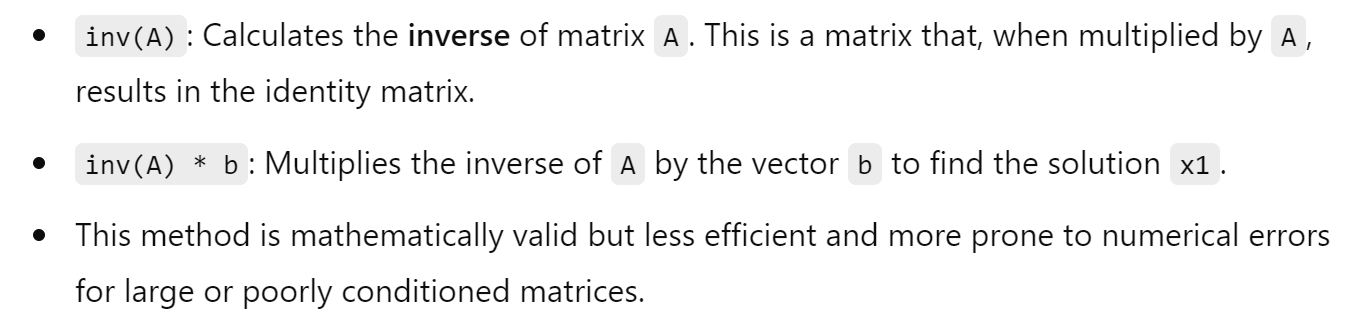 • inv(A): Calculates the inverse of matrix A. This is a matrix that, when multiplied by A,
results in the identity matrix.
• inv(A) * b: Multiplies the inverse of A by the vector b to find the solution x1.
• This method is mathematically valid but less efficient and more prone to numerical errors
for large or poorly conditioned matrices.